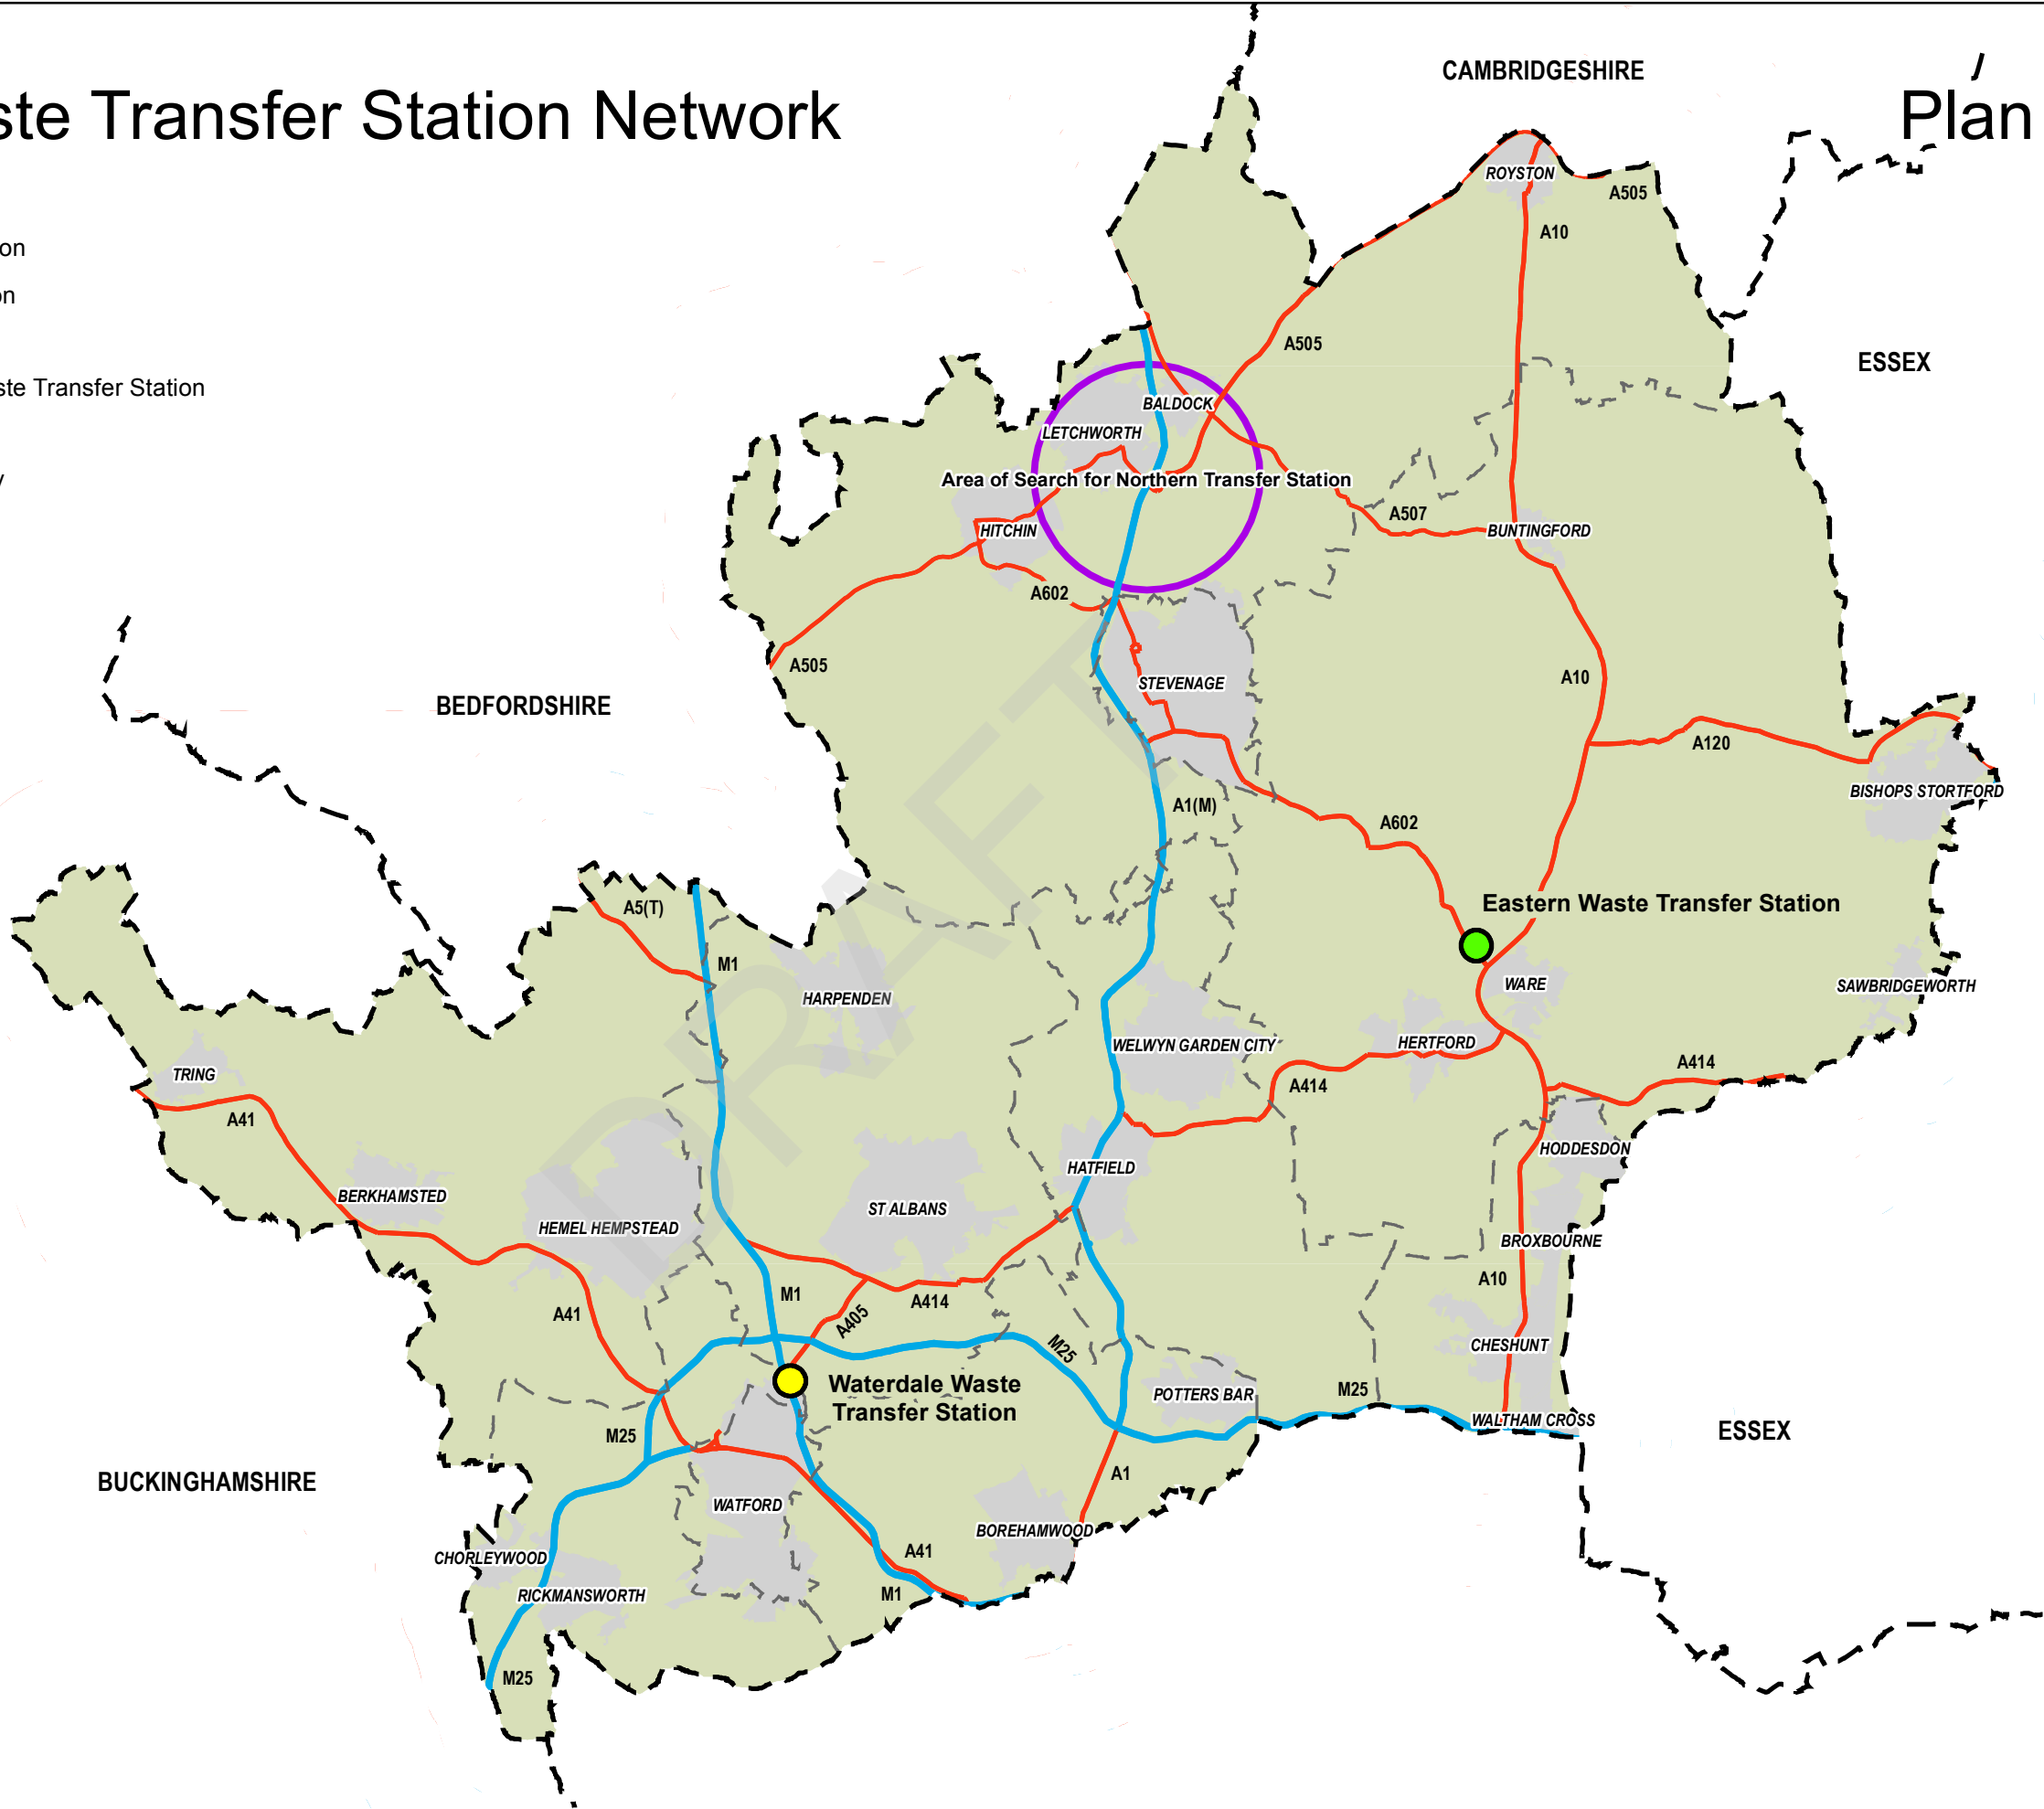 CAMBRIDGESHIRE
ste Transfer Station Network
Plan
ROYSTON
A505
on
A10
on
A505
ESSEX
ste Transfer Station
BALDOCK
LETCHWORTH
Area of Search for Northern Transfer Station
A507
HITCHIN
BUNTINGFORD
A602
A505
STEVENAGE
A10
BEDFORDSHIRE
A120
BISHOPS STORTFORD
A1(M)
A602
Eastern Waste Transfer Station
A5(T)
M1
WARE
SAWBRIDGEWORTH
HARPENDEN
DRAFT
HERTFORD
WELWYN GARDEN CITY
A414
TRING
A414
A41
HODDESDON
HATFIELD
BERKHAMSTED
ST ALBANS
HEMEL HEMPSTEAD
BROXBOURNE
A10
M1
A414
A41
A405
M25
CHESHUNT
Waterdale Waste
Transfer Station
POTTERS BAR
M25
WALTHAM CROSS
ESSEX
M25
A1
BUCKINGHAMSHIRE
WATFORD
BOREHAMWOOD
A41
CHORLEYWOOD
M1
RICKMANSWORTH
M25